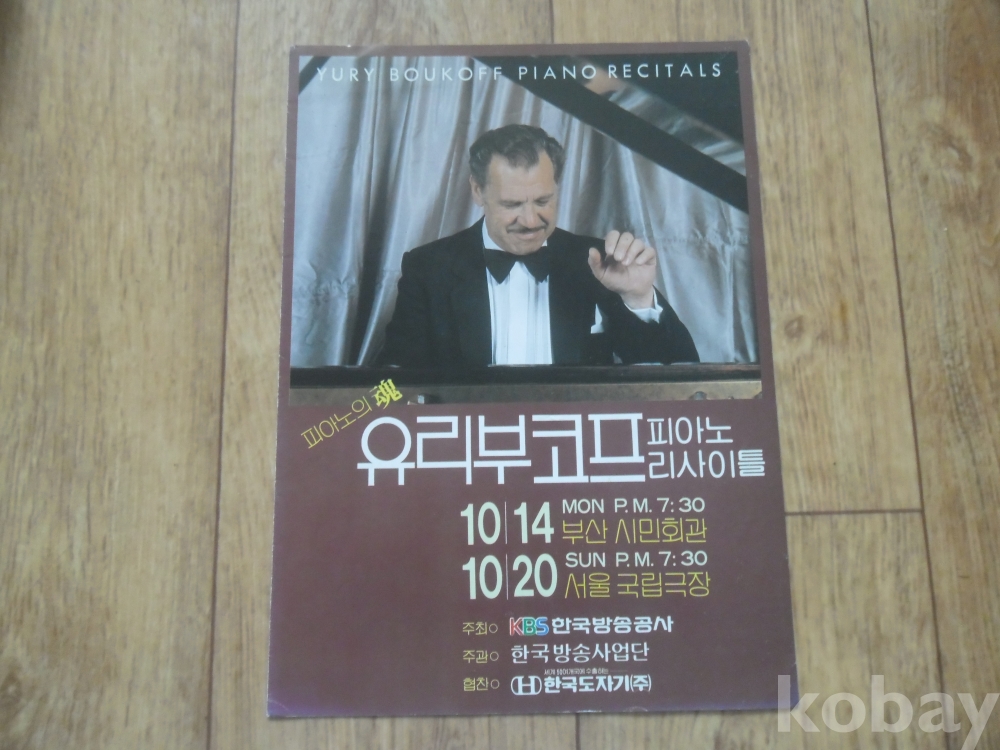 YURY BOUKOFF PIANO RECITALS
피아노의 魂
유리부코프 피아노 리사이틀
10 14 MON P.M. 7:30
부산 시민회관
10 20 SUN P.M. 7:30
서울 국립극장
주최○ KBS 한국방송공사
주관○ 한국방송사업단
세계 
협찬○ H 한국도자기(주)
kobay